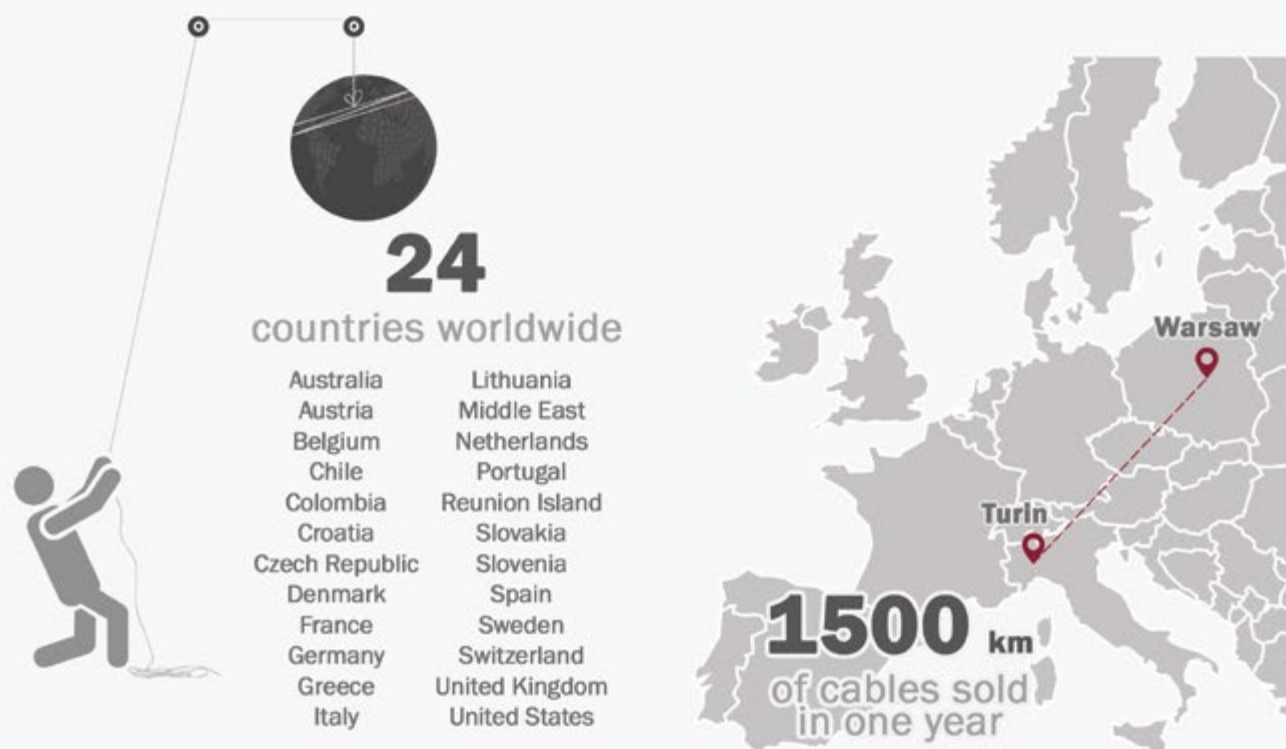 24
countries worldwide
Australia
Austria
Belgium
Chile
Colombia
Croatia
Czech Republic
Denmark
France
Germany
Greece
Italy
Lithuania
Middle East
Netherlands
Portugal
Reunion Island
Slovakia
Slovenia
Spain
Sweden
Switzerland
United Kingdom
United States
Warsaw
Turin
1500 km
of cables sold
in one year